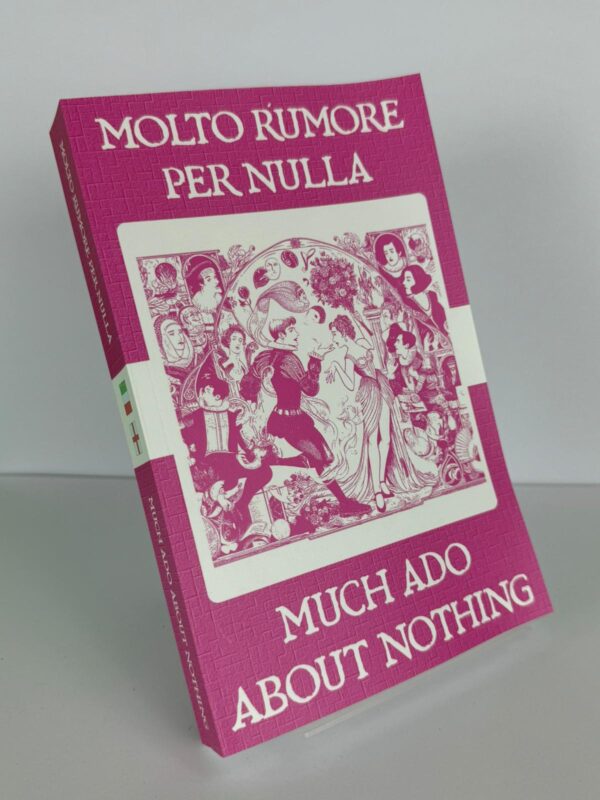 MOLTO RUMORE
PER NULLA
MUCH ADO
ABOUT NOTHING
MOLTO RUMORE PER NULLA
MUCH ADO ABOUT NOTHING